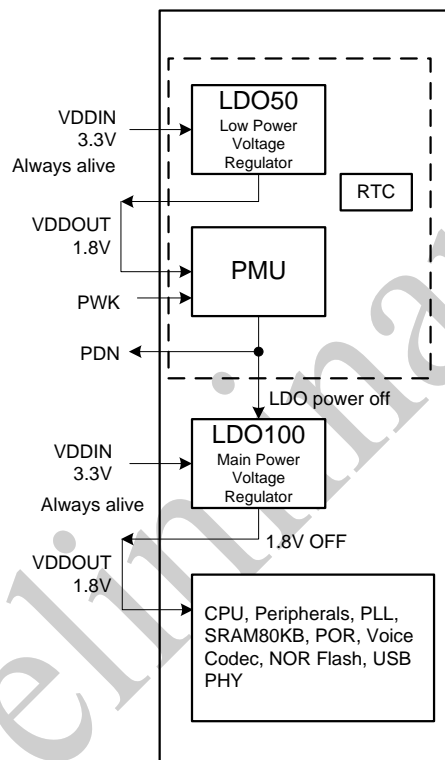 LDO50
Low Power
Voltage
Regulator
VDDIN
3.3V
Always alive
RTC
VDDOUT
1.8V
PMU
PWK
PDN
LDO power off
LDO100
Main Power
Voltage
Regulator
VDDIN
3.3V
Always alive
1.8V OFF
VDDOUT
1.8V
CPU, Peripherals, PLL,
SRAM80KB, POR, Voice
Codec, NOR Flash, USB
PHY
elimina